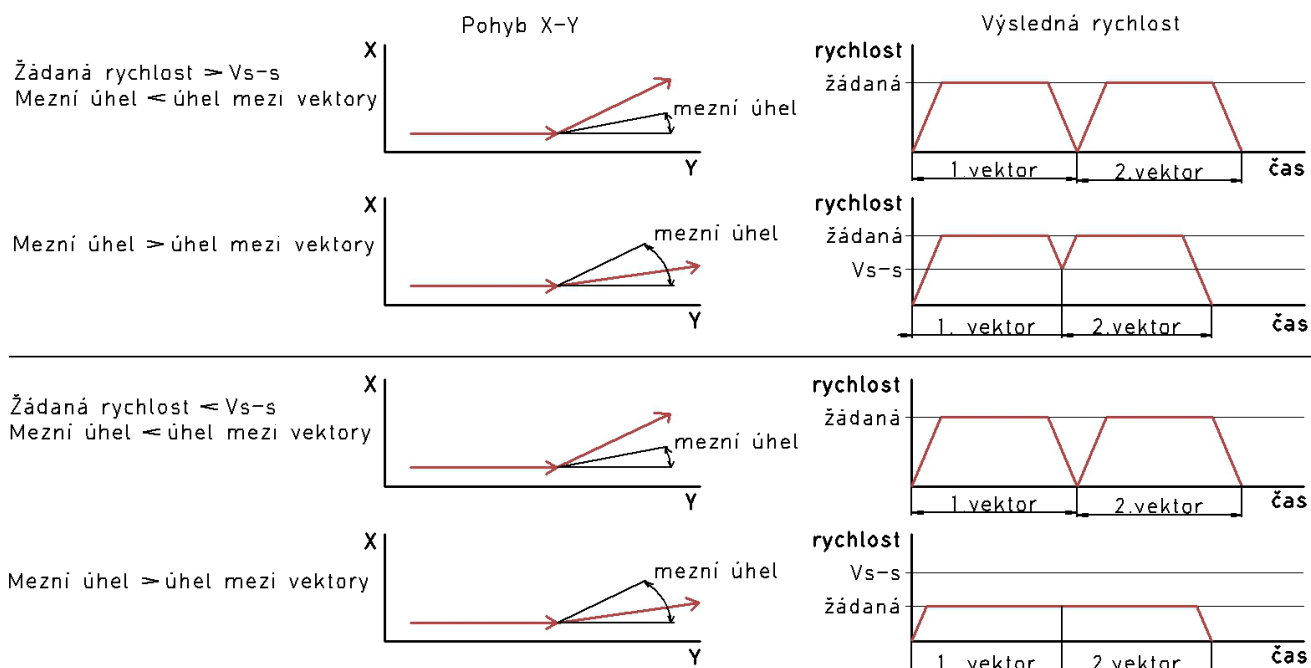 Pohyb X-Y
Výsledná rychlost
Žádaná rychlost > Vs-s
Mezní úhel < úhel mezi vektory
X
mezní úhel
Y
rychlost
žádaná
1.vektor
2.vektor
čas
Mezní úhel > úhel mezi vektory
X
mezní úhel
Y
rychlost
žádaná
Vs-s
1. vektor
2.vektor
čas
Žádaná rychlost < Vs-s
Mezní úhel < úhel mezi vektory
X
mezní úhel
Y
rychlost
žádaná
1.vektor
2.vektor
čas
Mezní úhel > úhel mezi vektory
X
mezní úhel
Y
rychlost
Vs-s
žádaná
1. vektor
2.vektor
čas